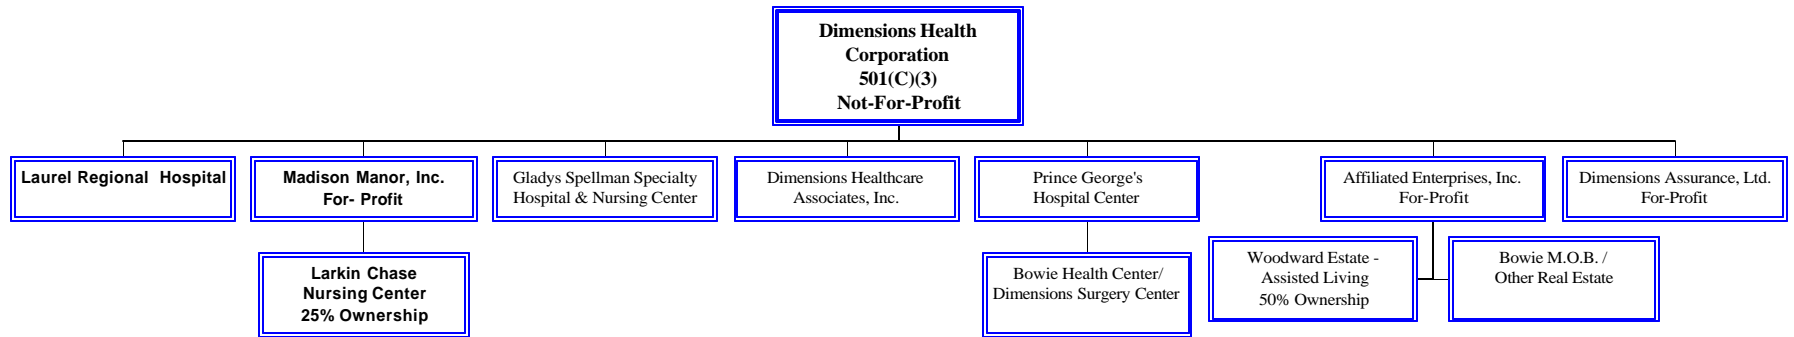 Dimensions Health
Corporation
501(C)(3)
Not-For-Profit
Laurel Regional Hospital
Madison Manor, Inc.
For- Profit
Gladys Spellman Specialty
Hospital & Nursing Center
Dimensions Healthcare
Associates, Inc.
Prince George's
Hospital Center
Affiliated Enterprises, Inc.
For-Profit
Dimensions Assurance, Ltd.
For-Profit
Larkin Chase
Nursing Center
25% Ownership
Bowie Health Center/
Dimensions Surgery Center
Woodward Estate -
Assisted Living
50% Ownership
Bowie M.O.B. /
Other Real Estate